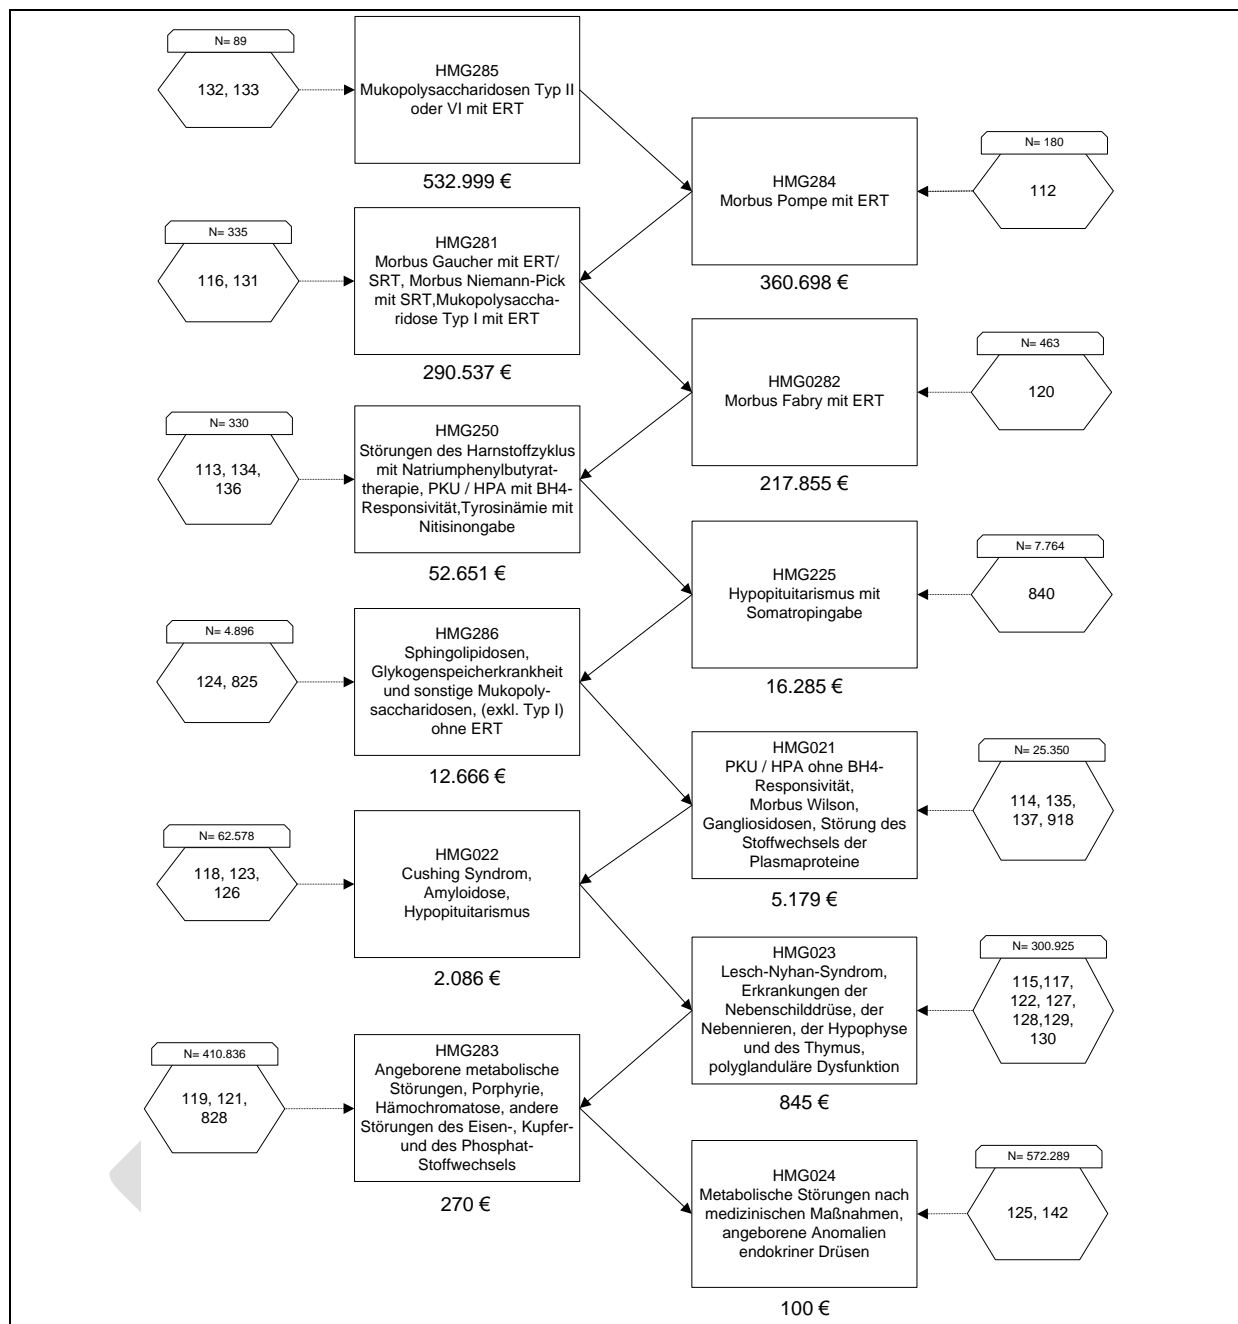 N= 89
132, 133
HMG285
Mukopolysaccharidosen Typ II
oder VI mit ERT
532.999 €
HMG284
Morbus Pompe mit ERT
360.698 €
N= 180
112
N= 335
116, 131
HMG281
Morbus Gaucher mit ERT/
SRT, Morbus Niemann-Pick
mit SRT,Mukopolysaccha-
ridose Typ I mit ERT
290.537 €
HMG0282
Morbus Fabry mit ERT
217.855 €
N= 463
120
N= 330
113, 134,
136
HMG250
Störungen des Harnstoffzyklus
mit Natriumphenylbutyrat-
therapie, PKU / HPA mit BH4-
Responsivität,Tyrosinämie mit
Nitisinongabe
52.651 €
HMG225
Hypopituitarismus mit
Somatropingabe
16.285 €
N= 7.764
840
N= 4.896
124, 825
HMG286
Sphingolipidosen,
Glykogenspeicherkrankheit
und sonstige Mukopoly-
saccharidosen, (exkl. Typ I)
ohne ERT
12.666 €
HMG021
PKU / HPA ohne BH4-
Responsivität,
Morbus Wilson,
Gangliosidosen, Störung des
Stoffwechsels der
Plasmaproteine
5.179 €
N= 25.350
114, 135,
137, 918
N= 62.578
118, 123,
126
HMG022
Cushing Syndrom,
Amyloidose,
Hypopituitarismus
2.086 €
HMG023
Lesch-Nyhan-Syndrom,
Erkrankungen der
Nebenschilddrüse, der
Nebennieren, der Hypophyse
und des Thymus,
polyglanduläre Dysfunktion
845 €
N= 300.925
115,117,
122, 127,
128,129,
130
N= 410.836
119, 121,
828
HMG283
Angeborene metabolische
Störungen, Porphyrie,
Hämochromatose, andere
Störungen des Eisen-, Kupfer-
und des Phosphat-
Stoffwechsels
270 €
HMG024
Metabolische Störungen nach
medizinischen Maßnahmen,
angeborene Anomalien
endokriner Drüsen
100 €
N= 572.289
125, 142